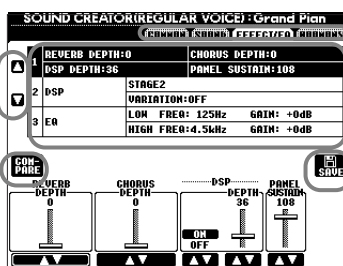 SOUND CREATOR(REGULAR VOICE) : Grand Pian
COMMON SOUND EFFECT/EQ HARMONY
1 REVERB DEPTH:0 CHORUS DEPTH:0
DSP DEPTH:36 PANEL SUSTAIN:108
2 DSP STAGE2
VARIATION:OFF
3 EQ LOW FREQ: 125Hz GAIN: +0dB
HIGH FREQ:4.5kHz GAIN: +0dB
COM-
PARE
SAVE
REVERB DEPTH CHORUS DEPTH DSP DEPTH PANEL SUSTAIN
0 0 36 108
ON
OFF